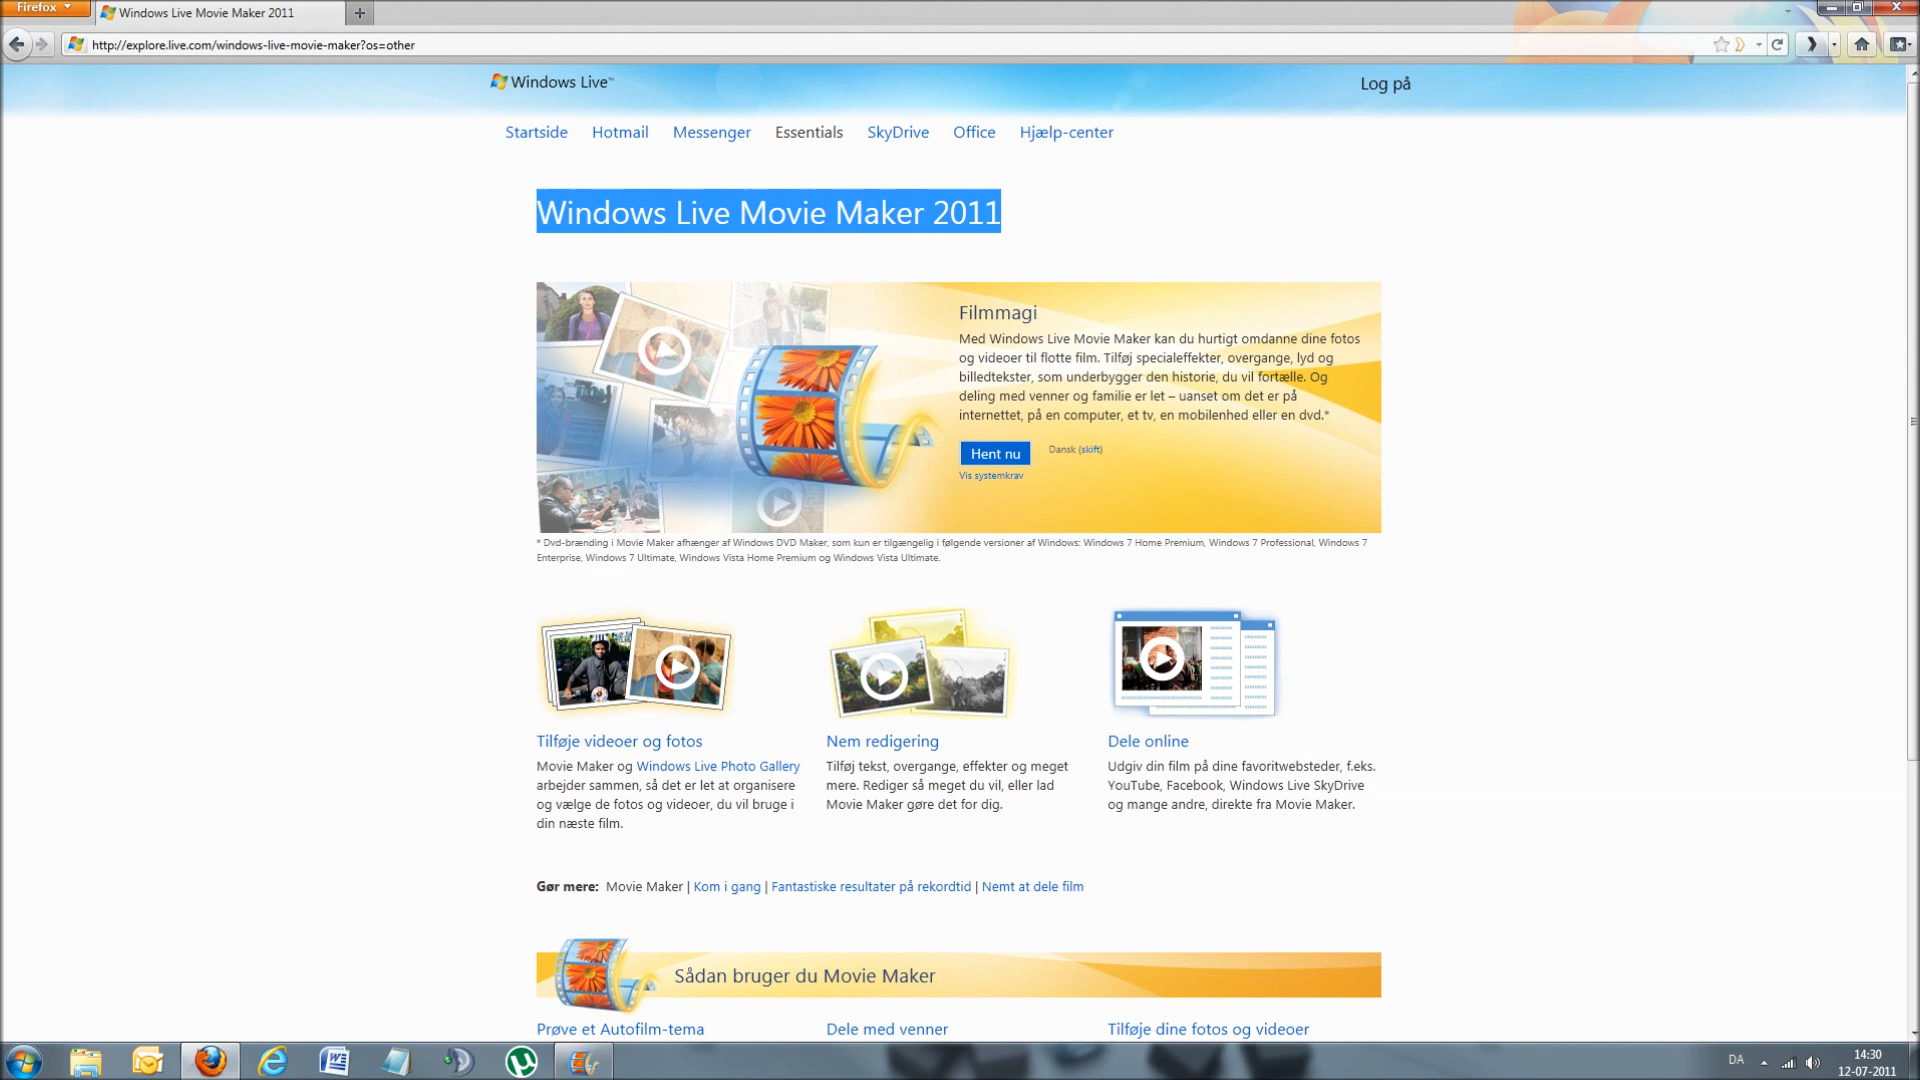 Firefox
Windows Live Movie Maker 2011
http://explore.live.com/windows-live-movie-maker?os=other
Windows Live™
Log på
Startside Hotmail Messenger Essentials SkyDrive Office Hjælp-center
Windows Live Movie Maker 2011
Filmmagi
Med Windows Live Movie Maker kan du hurtigt omdanne dine fotos
og videoer til flotte film. Tilføj specialeffekter, overgange, lyd og
billedtekster, som underbygger den historie, du vil fortælle. Og
deling med venner og familie er let – uanset om det er på
internettet, på en computer, et tv, en mobilenhed eller en dvd.*
Hent nu
Dansk (skift)
Vis systemkrav
* Dvd-brænding i Movie Maker afhænger af Windows DVD Maker, som kun er tilgængelig i følgende versioner af Windows: Windows 7 Home Premium, Windows 7 Professional, Windows 7
Enterprise, Windows 7 Ultimate, Windows Vista Home Premium og Windows Vista Ultimate.
Tilføje videoer og fotos
Movie Maker og Windows Live Photo Gallery
arbejder sammen, så det er let at organisere
og vælge de fotos og videoer, du vil bruge i
din næste film.
Nem redigering
Tilføj tekst, overgange, effekter og meget
mere. Rediger så meget du vil, eller lad
Movie Maker gøre det for dig.
Dele online
Udgiv din film på dine favoritwebsteder, f.eks.
YouTube, Facebook, Windows Live SkyDrive
og mange andre, direkte fra Movie Maker.
Gør mere: Movie Maker | Kom i gang | Fantastiske resultater på rekordtid | Nemt at dele film
Sådan bruger du Movie Maker
Prøve et Autofilm-tema
Dele med venner
Tilføje dine fotos og videoer
DA
14:30
12-07-2011